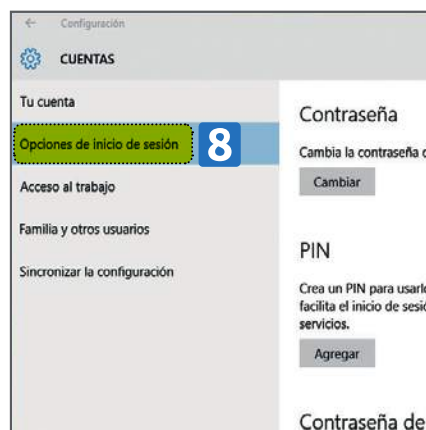 Configuración
CUENTAS
Tu cuenta
Opciones de inicio de sesión
8
Acceso al trabajo
Familia y otros usuarios
Sincronizar la configuración
Contraseña
Cambia la contraseña
Cambiar
PIN
Crea un PIN para usarlo
facilita el inicio de
servicios.
Agregar
Contraseña de